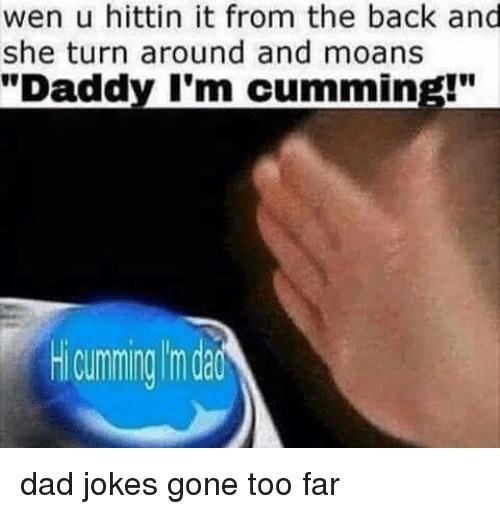 wen u hittin it from the back and
she turn around and moans
"Daddy I'm cumming!"
Hi cumming I'm dad
dad jokes gone too far